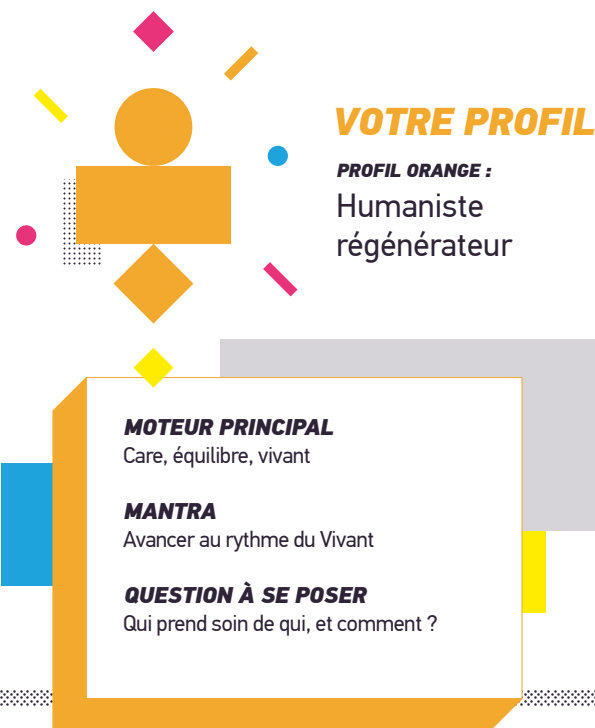 VOTRE PROFIL
PROFIL ORANGE :
Humaniste
régénérateur
MOTEUR PRINCIPAL
Care, équilibre, vivant
MANTRA
Avancer au rythme du Vivant
QUESTION À SE POSER
Qui prend soin de qui, et comment ?